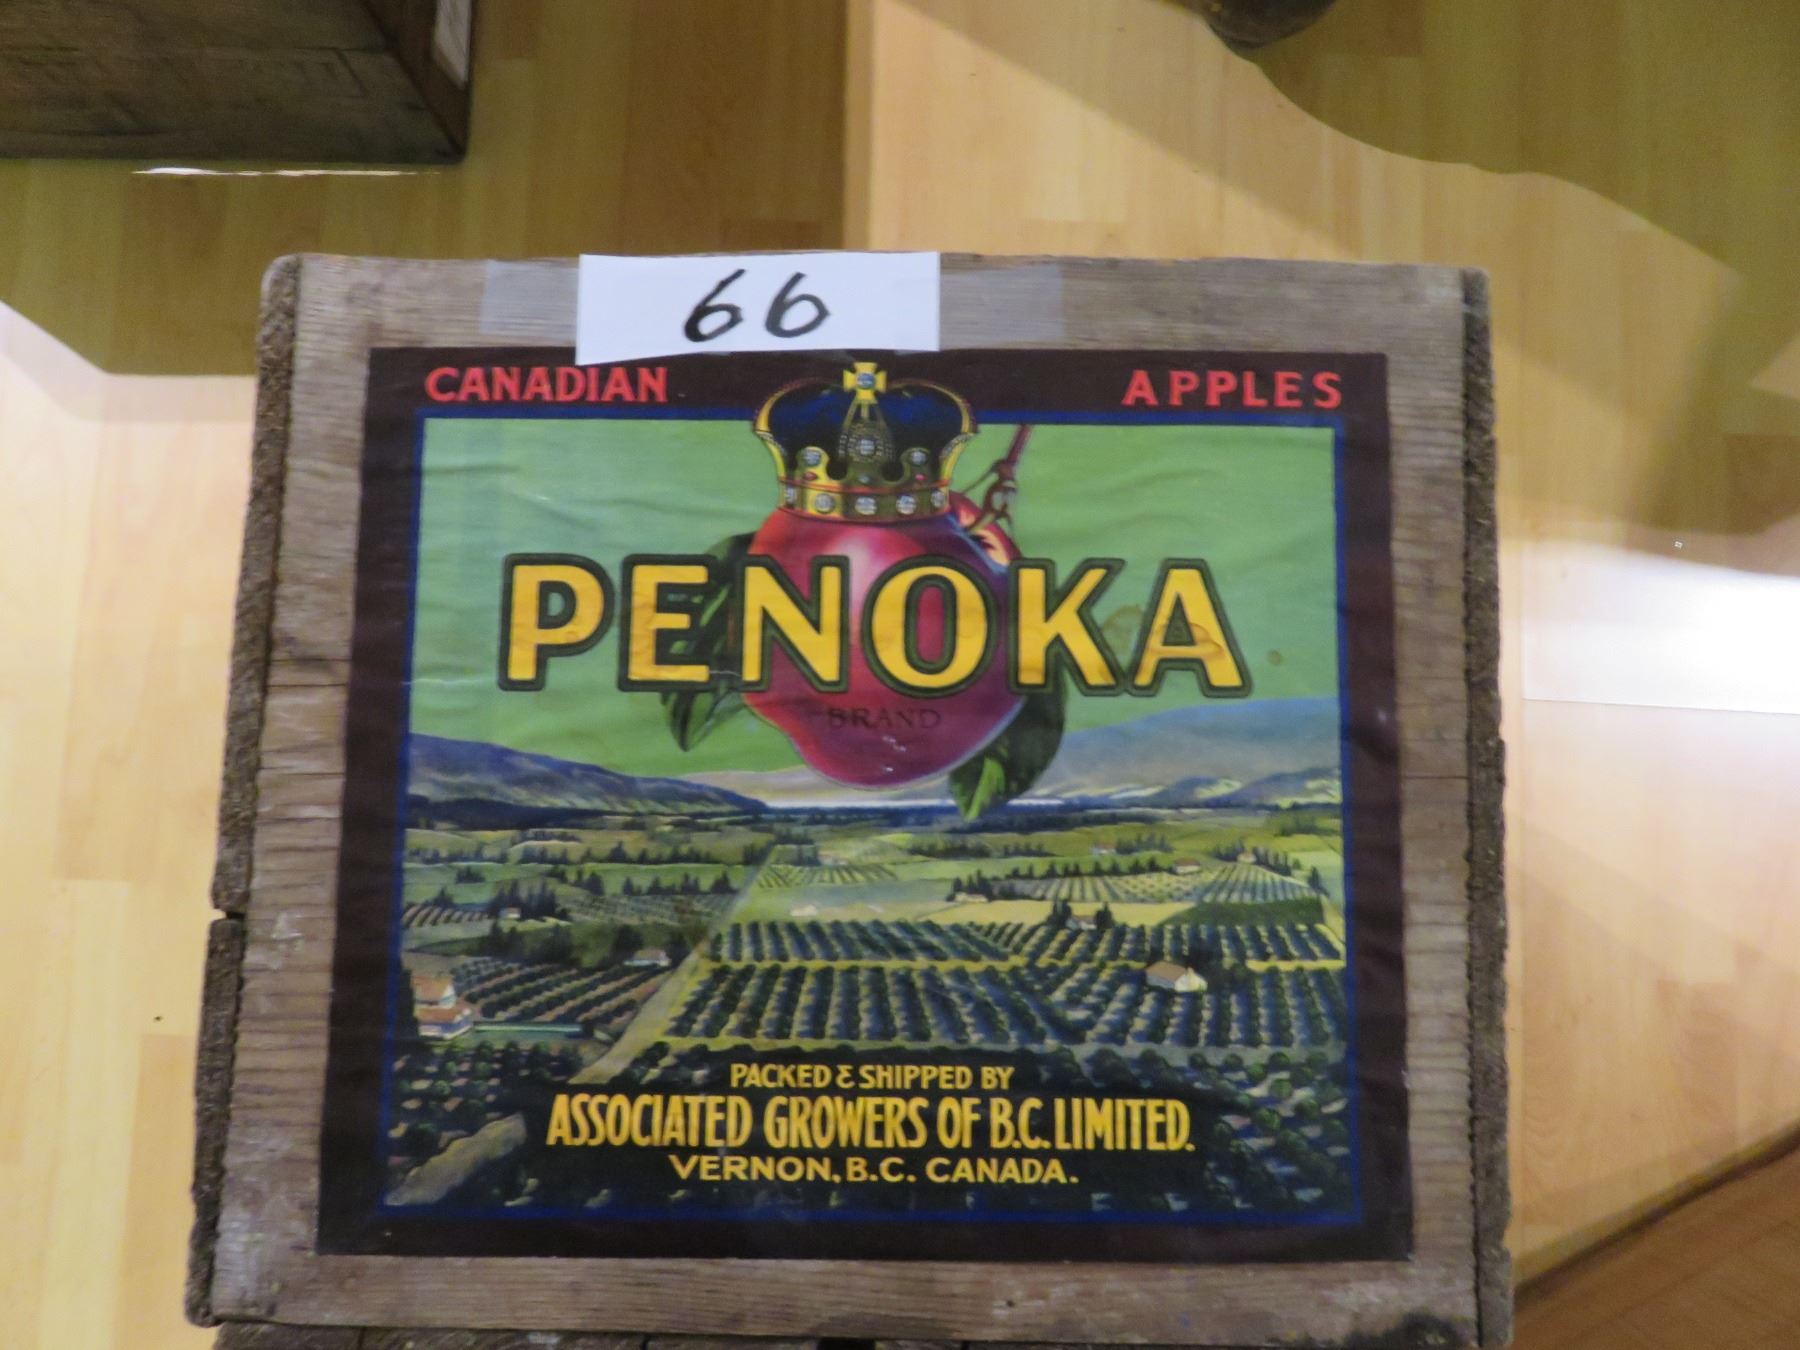 66
CANADIAN APPLES
PENOKA
BRAND
PACKED & SHIPPED BY
ASSOCIATED GROWERS OF B.C. LIMITED.
VERNON, B.C. CANADA.